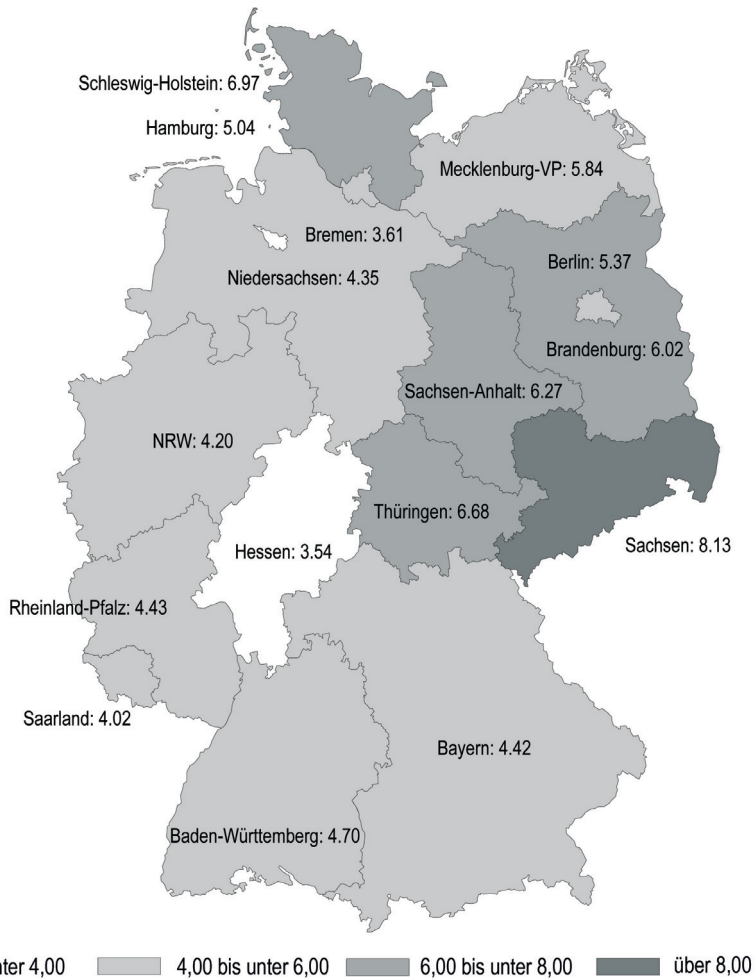 Schleswig-Holstein: 6.97
Hamburg: 5.04
Mecklenburg-VP: 5.84
Bremen: 3.61
Berlin: 5.37
Niedersachsen: 4.35
Brandenburg: 6.02
Sachsen-Anhalt: 6.27
NRW: 4.20
Thüringen: 6.68
Sachsen: 8.13
Hessen: 3.54
Rheinland-Pfalz: 4.43
Saarland: 4.02
Bayern: 4.42
Baden-Württemberg: 4.70
nter 4,00 4,00 bis unter 6,00 6,00 bis unter 8,00 über 8,00